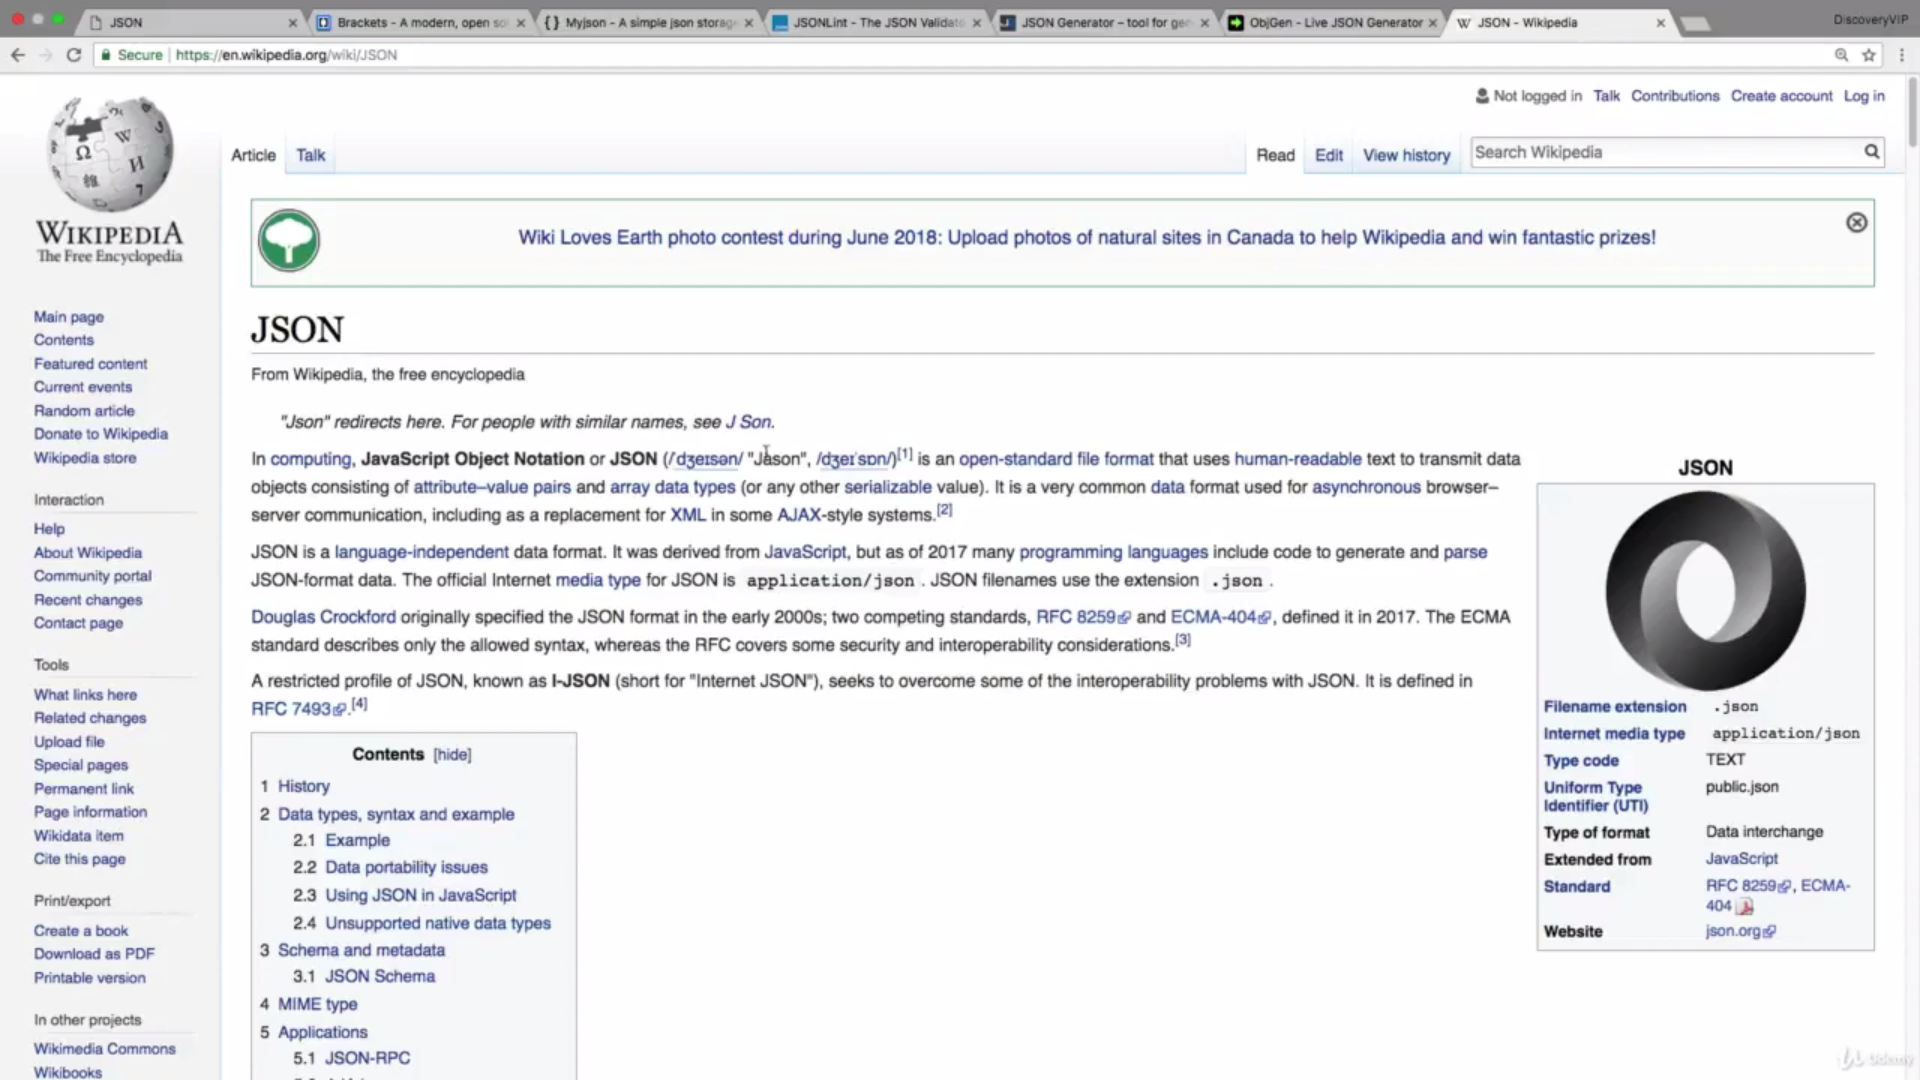 JSON
Brackets - A modern, open so
Myjson - A simple json storage
JSONLint - The JSON Validato
JSON Generator – tool for gen
ObjGen - Live JSON Generator
JSON - Wikipedia
DiscoveryVIP
Secure https://en.wikipedia.org/wiki/JSON
Not logged in Talk Contributions Create account Log in
Article Talk
Read Edit View history Search Wikipedia
WIKIPEDIA
The Free Encyclopedia
Wiki Loves Earth photo contest during June 2018: Upload photos of natural sites in Canada to help Wikipedia and win fantastic prizes!
Main page
Contents
Featured content
Current events
Random article
Donate to Wikipedia
Wikipedia store
Interaction
Help
About Wikipedia
Community portal
Recent changes
Contact page
Tools
What links here
Related changes
Upload file
Special pages
Permanent link
Page information
Wikidata item
Cite this page
Print/export
Create a book
Download as PDF
Printable version
In other projects
Wikimedia Commons
Wikibooks
JSON
From Wikipedia, the free encyclopedia
"Json" redirects here. For people with similar names, see J Son.
In computing, JavaScript Object Notation or JSON (/ˈdʒeɪsən/ "Jason", /dʒeɪˈsɒn/)[1] is an open-standard file format that uses human-readable text to transmit data
objects consisting of attribute–value pairs and array data types (or any other serializable value). It is a very common data format used for asynchronous browser–
server communication, including as a replacement for XML in some AJAX-style systems.[2]
JSON is a language-independent data format. It was derived from JavaScript, but as of 2017 many programming languages include code to generate and parse
JSON-format data. The official Internet media type for JSON is application/json . JSON filenames use the extension .json .
Douglas Crockford originally specified the JSON format in the early 2000s; two competing standards, RFC 8259 and ECMA-404, defined it in 2017. The ECMA
standard describes only the allowed syntax, whereas the RFC covers some security and interoperability considerations.[3]
A restricted profile of JSON, known as I-JSON (short for "Internet JSON"), seeks to overcome some of the interoperability problems with JSON. It is defined in
RFC 7493.[4]
Contents [hide]
1 History
2 Data types, syntax and example
2.1 Example
2.2 Data portability issues
2.3 Using JSON in JavaScript
2.4 Unsupported native data types
3 Schema and metadata
3.1 JSON Schema
4 MIME type
5 Applications
5.1 JSON-RPC
JSON
Filename extension .json
Internet media type application/json
Type code TEXT
Uniform Type public.json
Identifier (UTI)
Type of format Data interchange
Extended from JavaScript
Standard RFC 8259, ECMA-
404
Website json.org
Udemy